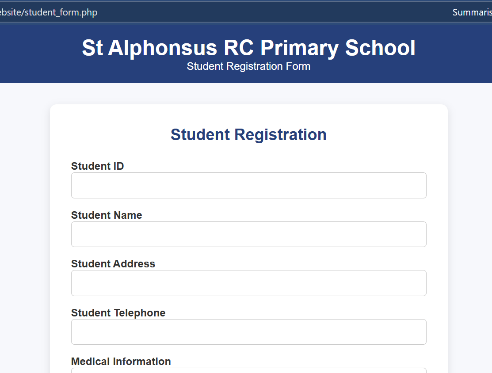 ebsite/student_form.php
Summaris
St Alphonsus RC Primary School
Student Registration Form
Student Registration
Student ID
Student Name
Student Address
Student Telephone
Medical Information